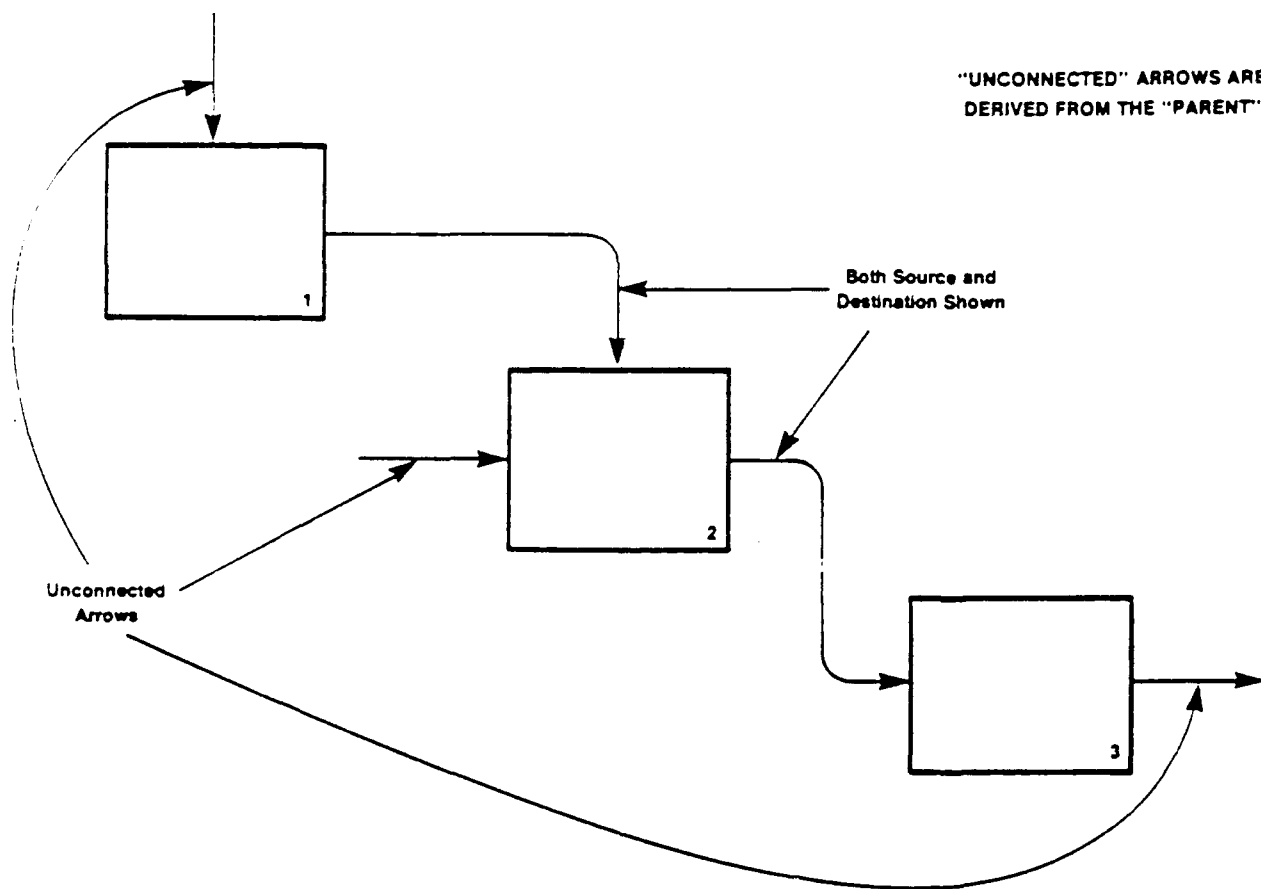 "UNCONNECTED" ARROWS ARE
DERIVED FROM THE "PARENT"
1
Both Source and
Destination Shown
2
Unconnected
Arrows
3